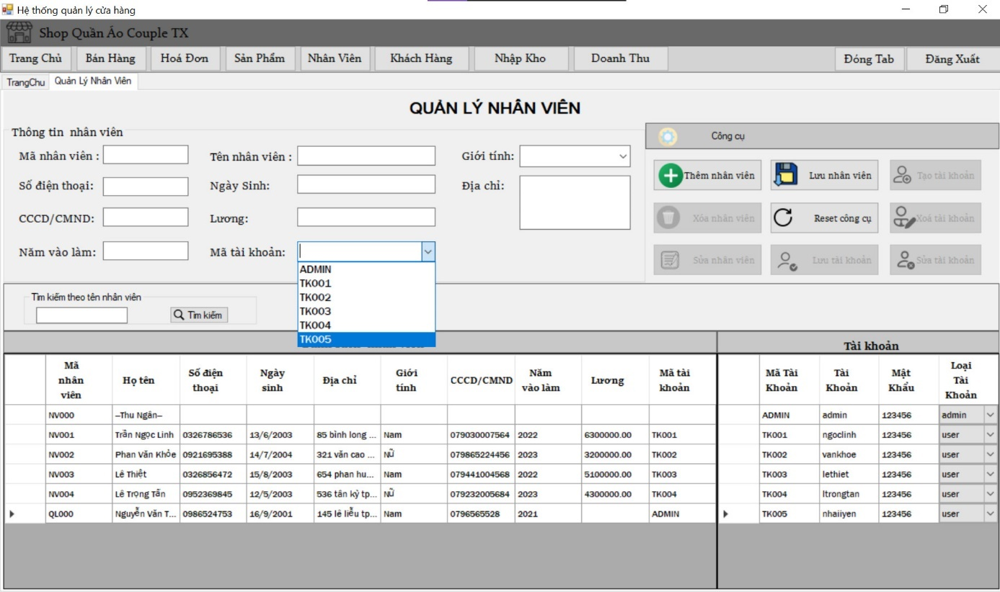 Hệ thống quản lý cửa hàng
Shop Quần Áo Couple TX
Trang Chủ Bán Hàng Hoá Đơn Sản Phẩm Nhân Viên Khách Hàng Nhập Kho Doanh Thu Đóng Tab Đăng Xuất
TrangChu Quản Lý Nhân Viên
QUẢN LÝ NHÂN VIÊN
Thông tin nhân viên
Công cụ
Mã nhân viên : Tên nhân viên : Giới tính:
Thêm nhân viên Lưu nhân viên Tạo tài khoản
Số điện thoại: Ngày Sinh: Địa chỉ:
CCCD/CMND: Lương:
Xóa nhân viên Reset công cụ Xoá tài khoản
Năm vào làm: Mã tài khoản:
Sửa nhân viên Lưu tài khoản Sửa tài khoản
ADMIN
TK001
TK002
TK003
TK004
TK005
Tìm kiếm theo tên nhân viên
Tìm kiếm
Tài khoản
Mã nhân viên Họ tên Số điện thoại Ngày sinh Địa chỉ Giới tính CCCD/CMND Năm vào làm Lương Mã tài khoản Mã Tài Khoản Tài Khoản Mật Khẩu Loại Tài Khoản
NV000 –Thu Ngân– ADMIN admin 123456 admin
NV001 Trần Ngọc Linh 0326786536 13/6/2003 85 bình long ... Nam 079030007564 2022 6300000.00 TK001 TK001 ngoclinh 123456 user
NV002 Phan Văn Khỏe 0921695388 14/7/2004 321 văn cao ... Nữ 079865224456 2023 3200000.00 TK002 TK002 vankhoe 123456 user
NV003 Lê Thiệt 0326856472 15/8/2003 654 phan hu... Nam 079441004568 2022 5100000.00 TK003 TK003 lethiet 123456 user
NV004 Lê Trọng Tấn 0952369845 12/5/2003 536 tân kỳ tp... Nữ 079232005684 2023 4300000.00 TK004 TK004 ltrongtan 123456 user
QL000 Nguyễn Văn T... 0986524753 16/9/2001 145 lê liễu tp... Nam 0796565528 2021 ADMIN TK005 nhaiiyen 123456 user